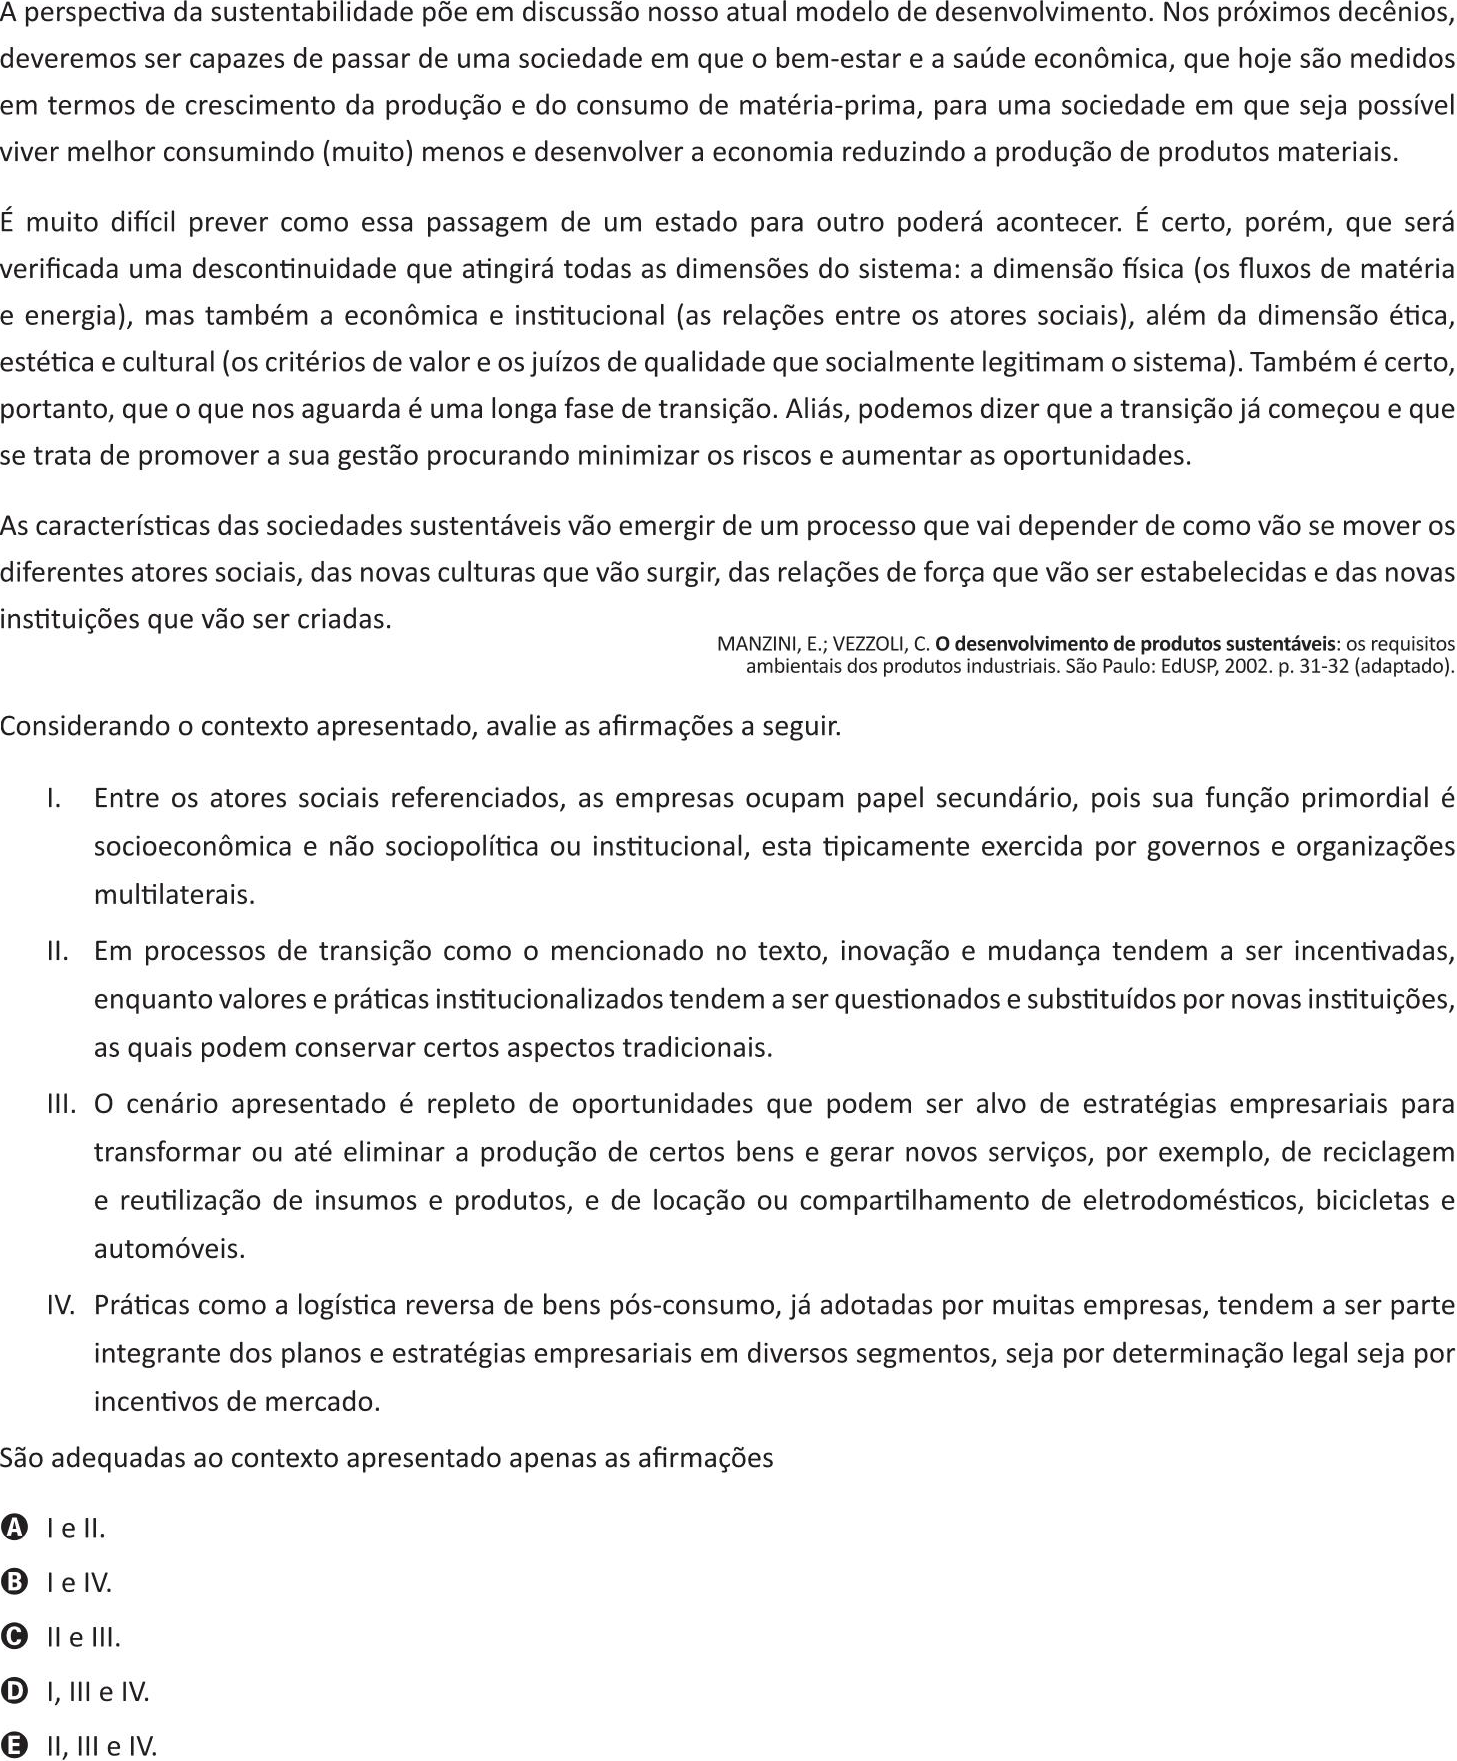 A perspectiva da sustentabilidade põe em discussão nosso atual modelo de desenvolvimento. Nos próximos decênios,
deveremos ser capazes de passar de uma sociedade em que o bem-estar e a saúde econômica, que hoje são medidos
em termos de crescimento da produção e do consumo de matéria-prima, para uma sociedade em que seja possível
viver melhor consumindo (muito) menos e desenvolver a economia reduzindo a produção de produtos materiais.
É muito difícil prever como essa passagem de um estado para outro poderá acontecer. É certo, porém, que será
verificada uma descontinuidade que atingirá todas as dimensões do sistema: a dimensão física (os fluxos de matéria
e energia), mas também a econômica e institucional (as relações entre os atores sociais), além da dimensão ética,
estética e cultural (os critérios de valor e os juízos de qualidade que socialmente legitimam o sistema). Também é certo,
portanto, que o que nos aguarda é uma longa fase de transição. Aliás, podemos dizer que a transição já começou e que
se trata de promover a sua gestão procurando minimizar os riscos e aumentar as oportunidades.
As características das sociedades sustentáveis vão emergir de um processo que vai depender de como vão se mover os
diferentes atores sociais, das novas culturas que vão surgir, das relações de força que vão ser estabelecidas e das novas
instituições que vão ser criadas.
MANZINI, E.; VEZZOLI, C. O desenvolvimento de produtos sustentáveis: os requisitos
ambientais dos produtos industriais. São Paulo: EdUSP, 2002. p. 31-32 (adaptado).
Considerando o contexto apresentado, avalie as afirmações a seguir.
I. Entre os atores sociais referenciados, as empresas ocupam papel secundário, pois sua função primordial é
socioeconômica e não sociopolítica ou institucional, esta tipicamente exercida por governos e organizações
multilaterais.
II. Em processos de transição como o mencionado no texto, inovação e mudança tendem a ser incentivadas,
enquanto valores e práticas institucionalizados tendem a ser questionados e substituídos por novas instituições,
as quais podem conservar certos aspectos tradicionais.
III. O cenário apresentado é repleto de oportunidades que podem ser alvo de estratégias empresariais para
transformar ou até eliminar a produção de certos bens e gerar novos serviços, por exemplo, de reciclagem
e reutilização de insumos e produtos, e de locação ou compartilhamento de eletrodomésticos, bicicletas e
automóveis.
IV. Práticas como a logística reversa de bens pós-consumo, já adotadas por muitas empresas, tendem a ser parte
integrante dos planos e estratégias empresariais em diversos segmentos, seja por determinação legal seja por
incentivos de mercado.
São adequadas ao contexto apresentado apenas as afirmações
A I e II.
B I e IV.
C II e III.
D I, III e IV.
E II, III e IV.